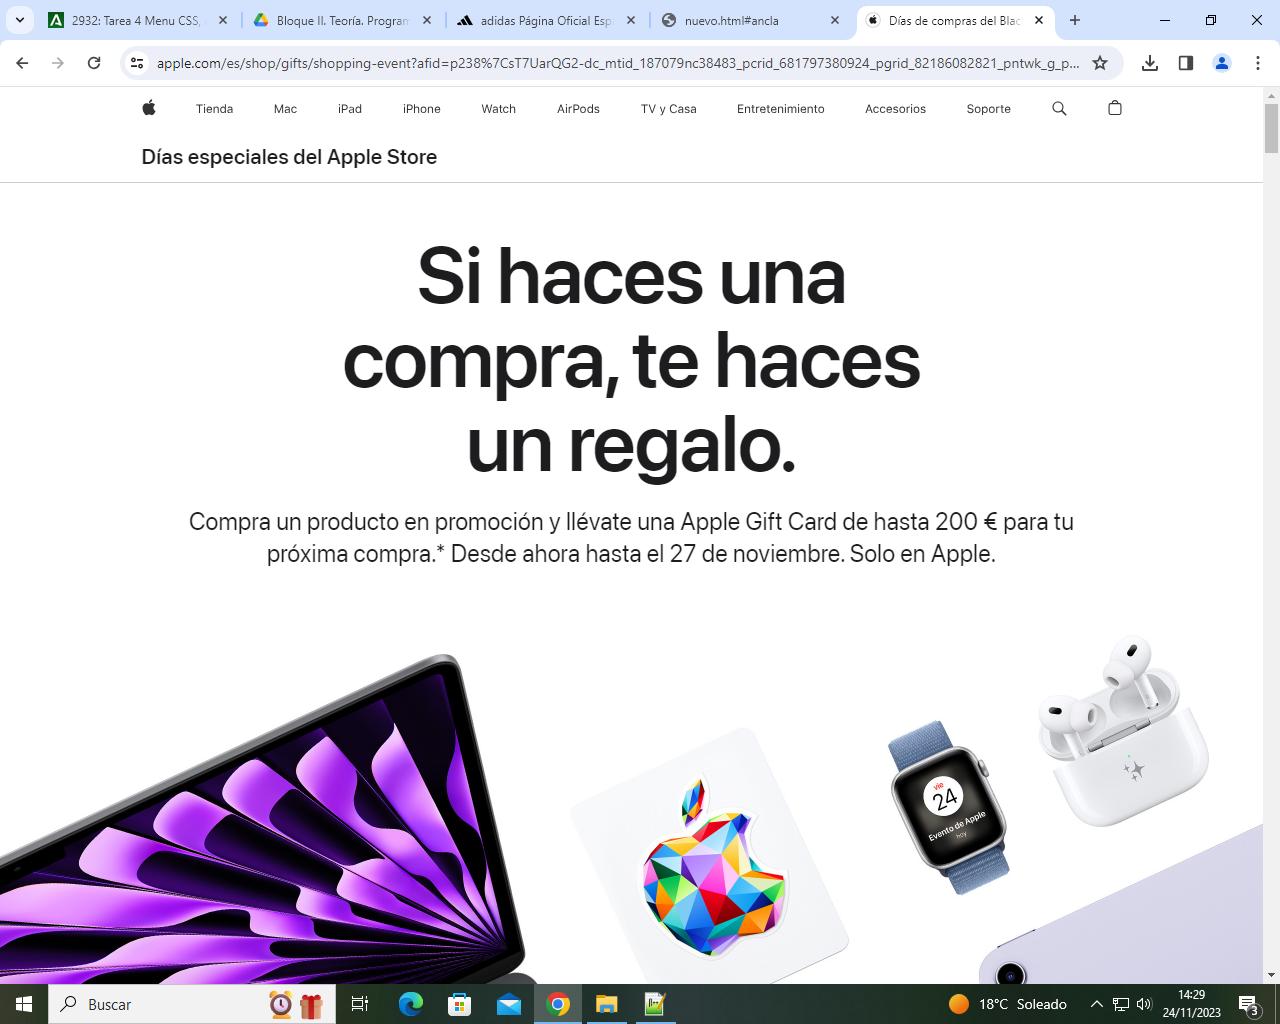 2932: Tarea 4 Menu CSS,
Bloque II. Teoría. Program
adidas Página Oficial Espa
nuevo.html#ancla
Días de compras del Blac
apple.com/es/shop/gifts/shopping-event?afid=p238%7CsT7UarQG2-dc_mtid_187079nc38483_pcrid_681797380924_pgrid_82186082821_pntwk_g_p...
Tienda Mac iPad iPhone Watch AirPods TV y Casa Entretenimiento Accesorios Soporte
Días especiales del Apple Store
Si haces una
compra, te haces
un regalo.
Compra un producto en promoción y llévate una Apple Gift Card de hasta 200 € para tu
próxima compra.* Desde ahora hasta el 27 de noviembre. Solo en Apple.
VIE
24
Evento de Apple
hoy
Buscar
18°C Soleado
14:29
24/11/2023
3